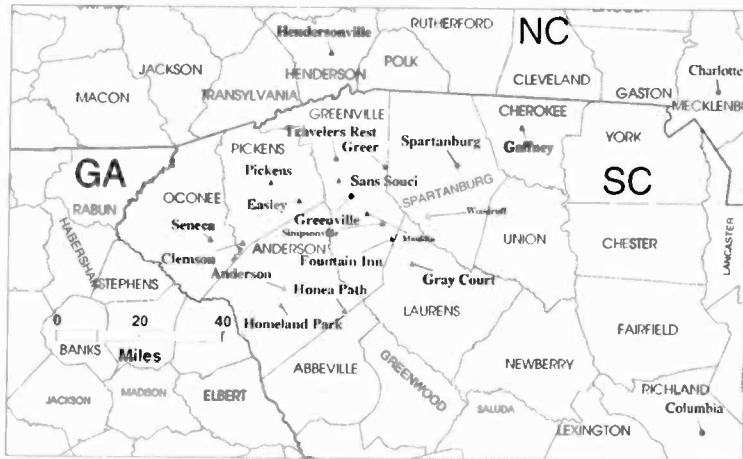 RUTHERFORD
Hendersonville
NC
JACKSON
HENDERSON
POLK
CLEVELAND
Charlotte
MACON
TRANSYLVANIA
GASTON
MECKLENBURG
GREENVILLE
CHEROKEE
Travelers Rest
PICKENS
Greer
Spartanburg
Gaffney
YORK
GA
Pickens
Sans Souci
SC
OCONEE
SPARTANBURG
RABUN
Easley
Greenville
Woodruff
Seneca
Simpsonville
Mauldin
UNION
CHESTER
LANCASTER
HABERSHAM
Clemson
ANDERSON
Fountain Inn
STEPHENS
Anderson
Honea Path
Gray Court
0 20 40
Homeland Park
LAURENS
FAIRFIELD
BANKS
Miles
ABBEVILLE
GREENWOOD
NEWBERRY
JACKSON
MADISON
ELBERT
SALUDA
RICHLAND
LEXINGTON
Columbia